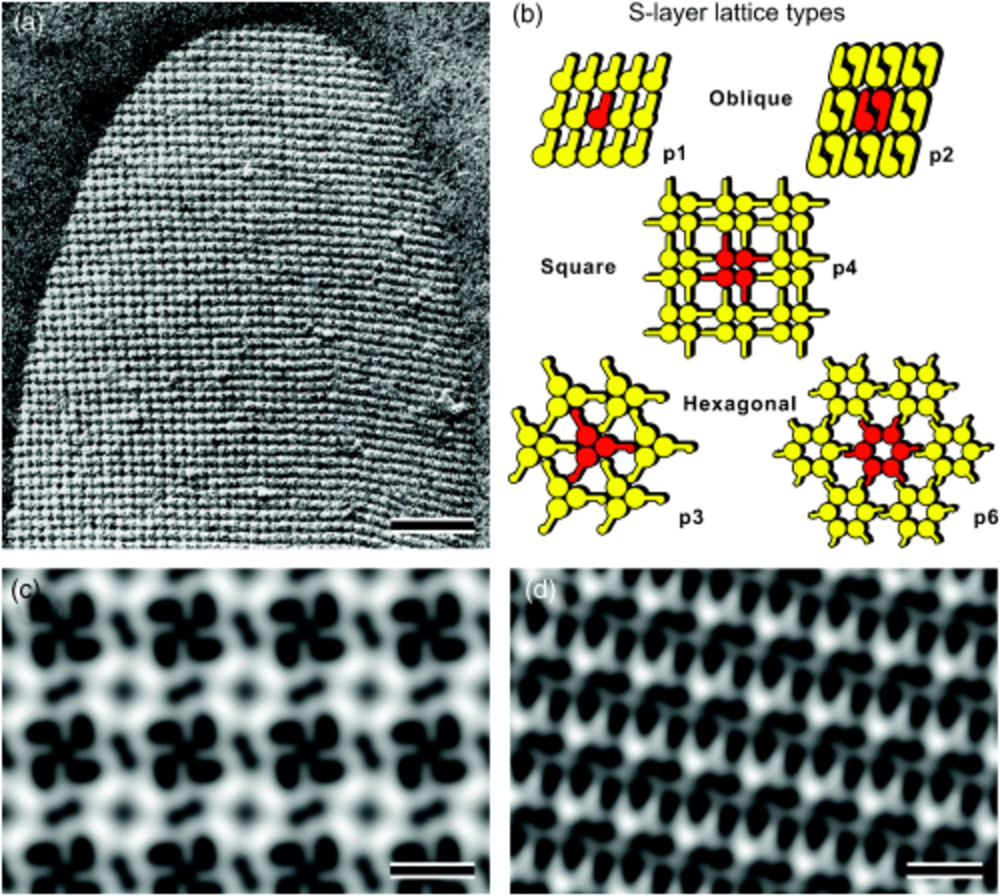 (a)
(b) S-layer lattice types
Oblique
p1
p2
Square
p4
Hexagonal
p3
p6
(c)
(d)